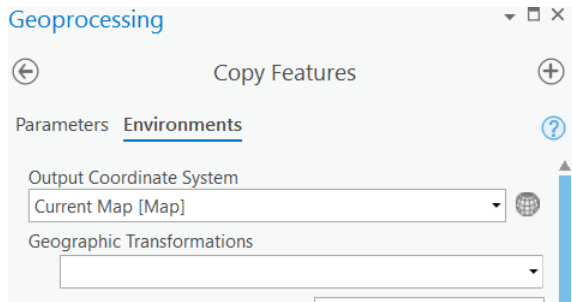 Geoprocessing
Copy Features
Parameters Environments
Output Coordinate System
Current Map [Map]
Geographic Transformations